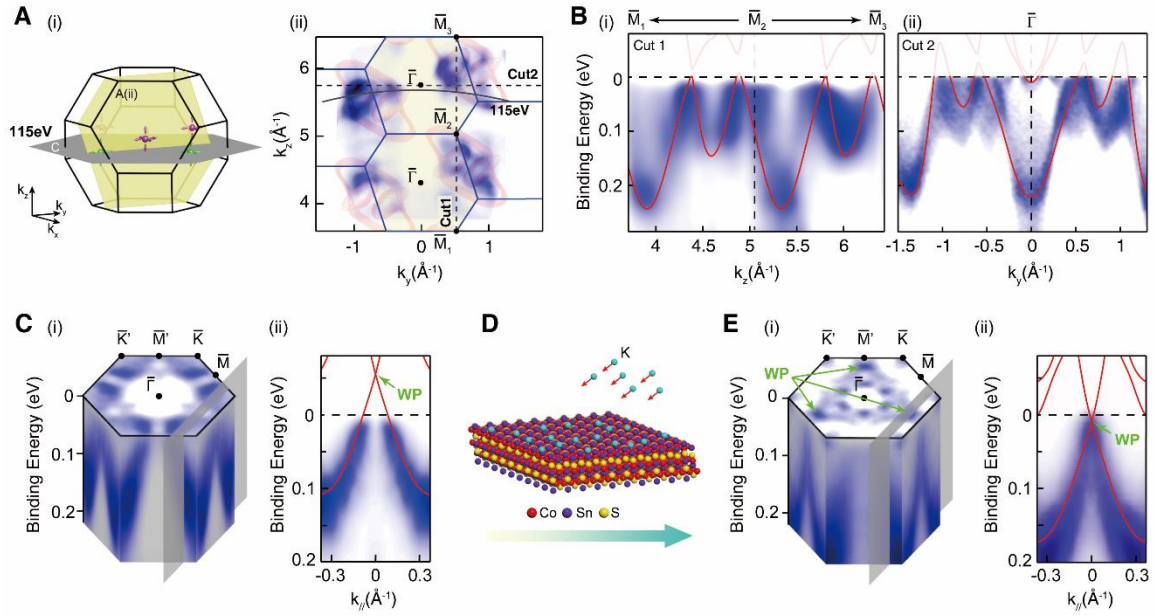 A
(i)
A(ii)
115eV
C
k_z
k_y
k_x
(ii)
M̅3
Γ̅
Cut2
115eV
M̅2
Γ̅
Cut1
M̅1
6
5
4
k_z(Å⁻¹)
-1
0
1
k_y(Å⁻¹)
B
(i)
M̅1
M̅2
M̅3
Cut 1
0
0.1
0.2
Binding Energy (eV)
4
4.5
5
5.5
6
k_z(Å⁻¹)
(ii)
Γ̅
Cut 2
-1.5
-1
-0.5
0
0.5
1
k_y(Å⁻¹)
C
(i)
K̅'
M̅'
K̅
M̅
Γ̅
0
0.1
0.2
Binding Energy (eV)
(ii)
WP
0
0.1
0.2
Binding Energy (eV)
-0.3
0
0.3
k_//(Å⁻¹)
D
K
Co
Sn
S
E
(i)
K̅'
M̅'
K̅
M̅
WP
Γ̅
0
0.1
0.2
Binding Energy (eV)
(ii)
WP
0
0.1
0.2
Binding Energy (eV)
-0.3
0
0.3
k_//(Å⁻¹)